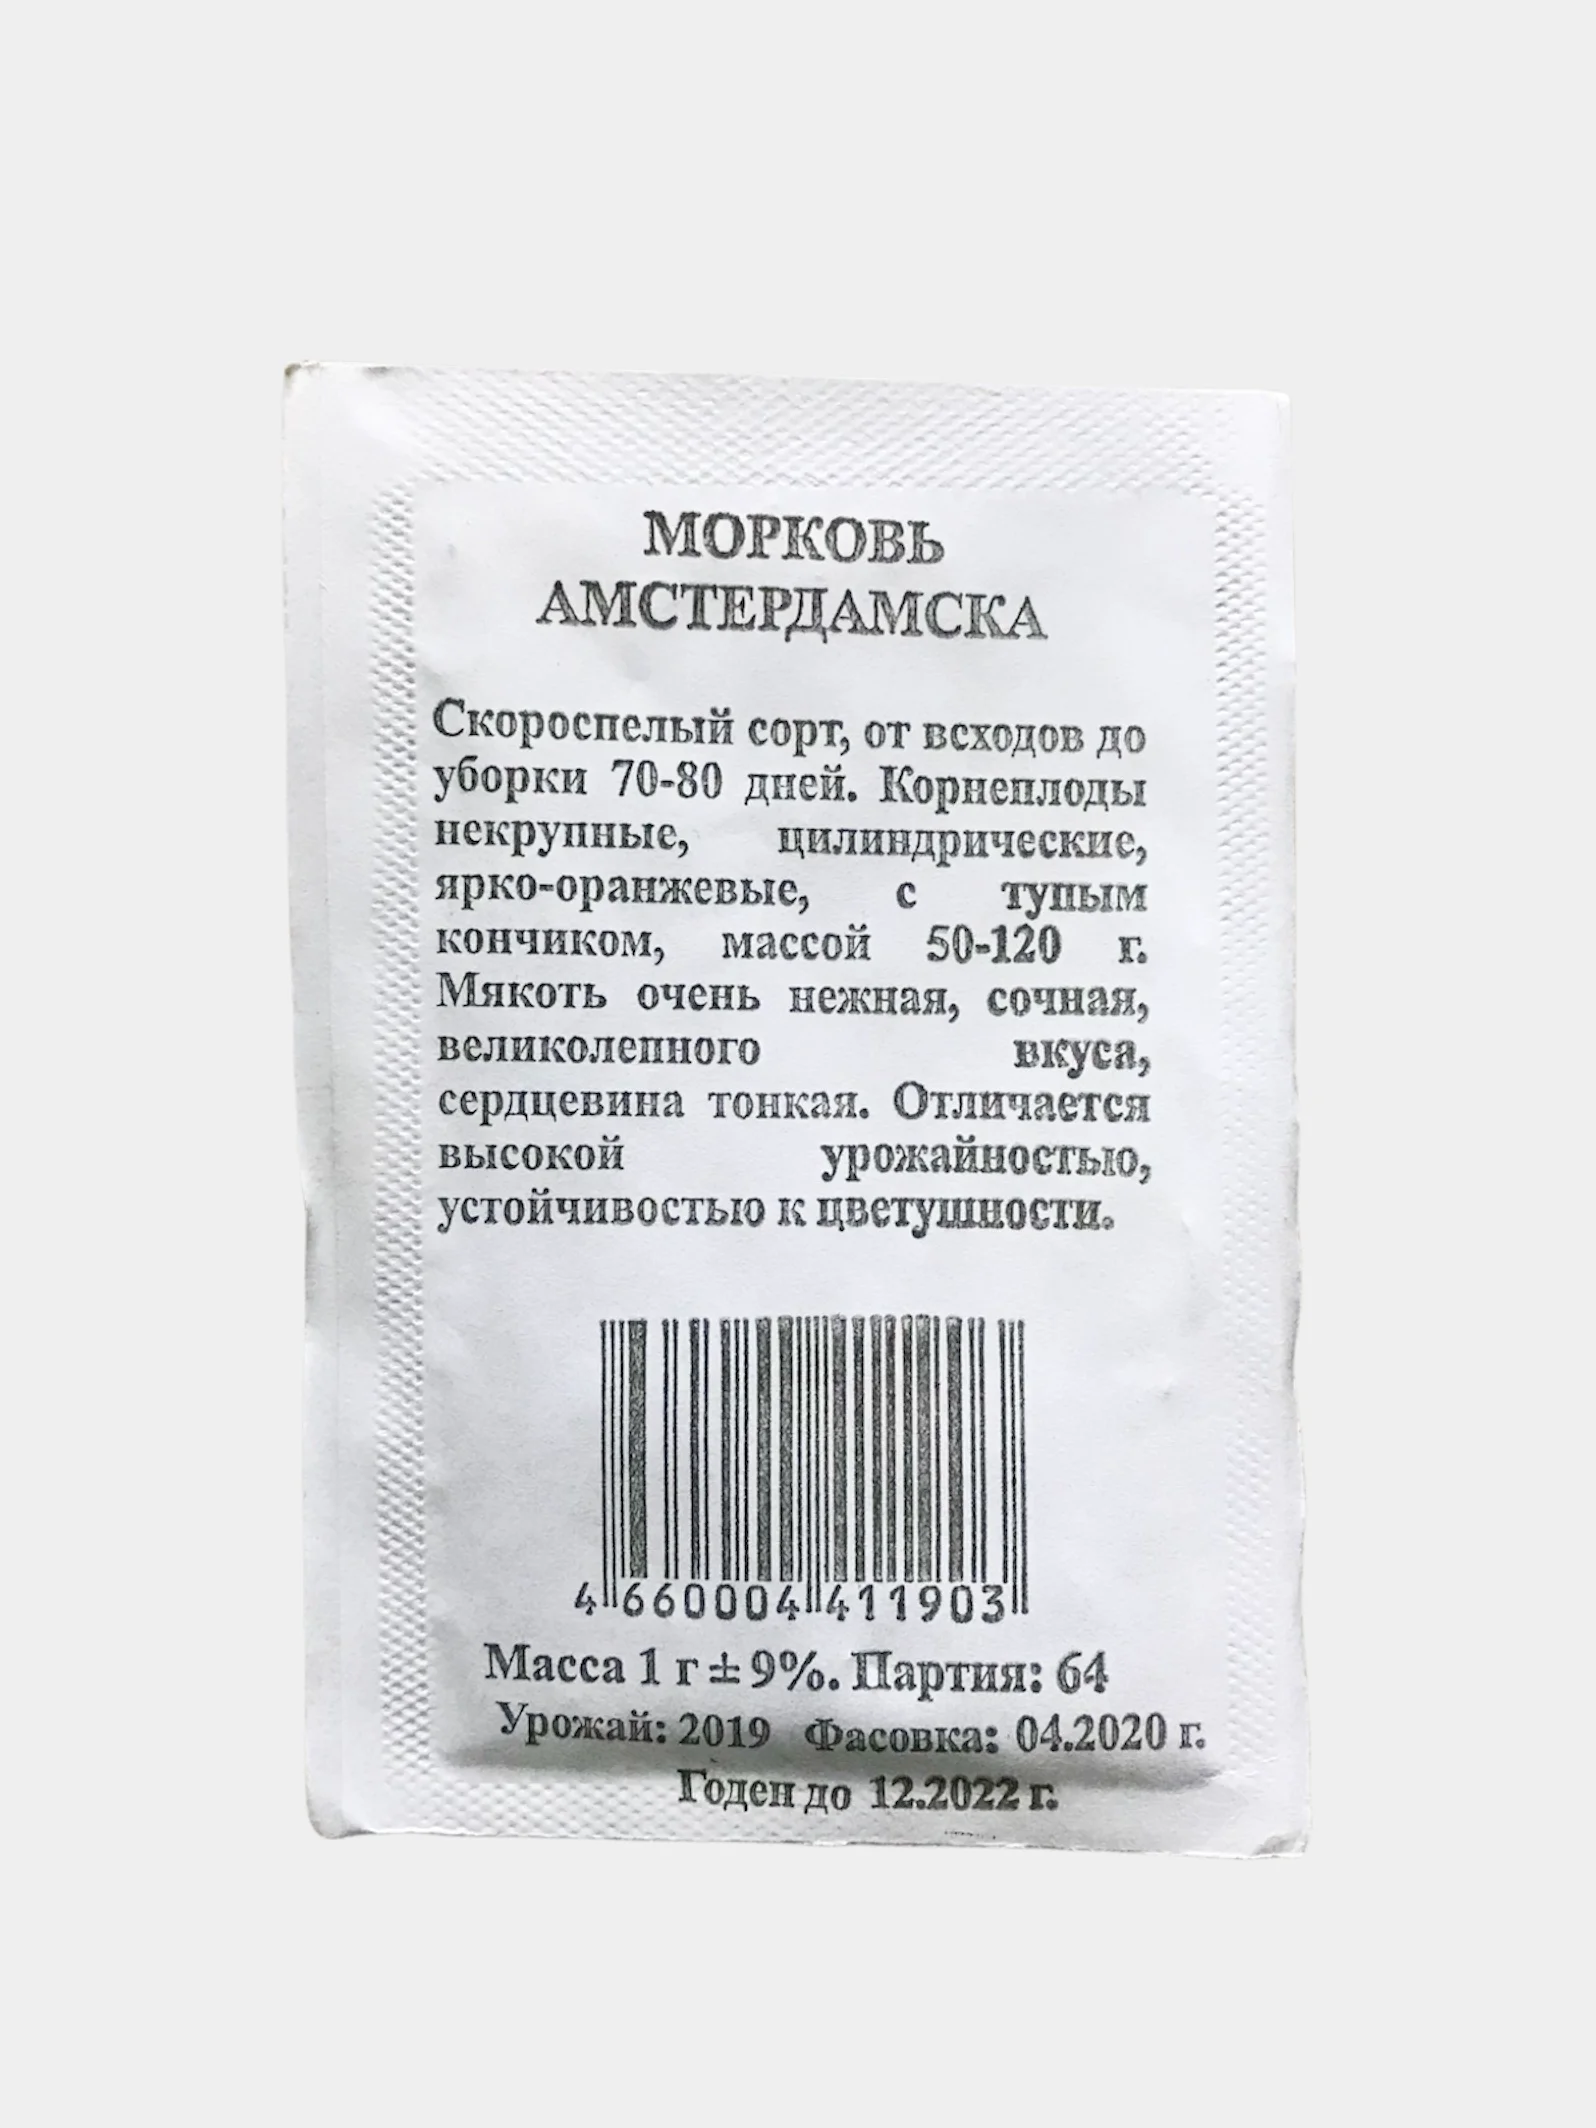 МОРКОВЬ
АМСТЕРДАМСКА
Скороспелый сорт, от всходов до
уборки 70-80 дней. Корнеплоды
некрупные, цилиндрические,
ярко-оранжевые, с тупым
кончиком, массой 50-120 г.
Мякоть очень нежная, сочная,
великолепного вкуса,
сердцевина тонкая. Отличается
высокой урожайностью,
устойчивостью к цветушности.
4 660004 411903
Масса 1 г ± 9%. Партия: 64
Урожай: 2019 Фасовка: 04.2020 г.
Годен до 12.2022 г.